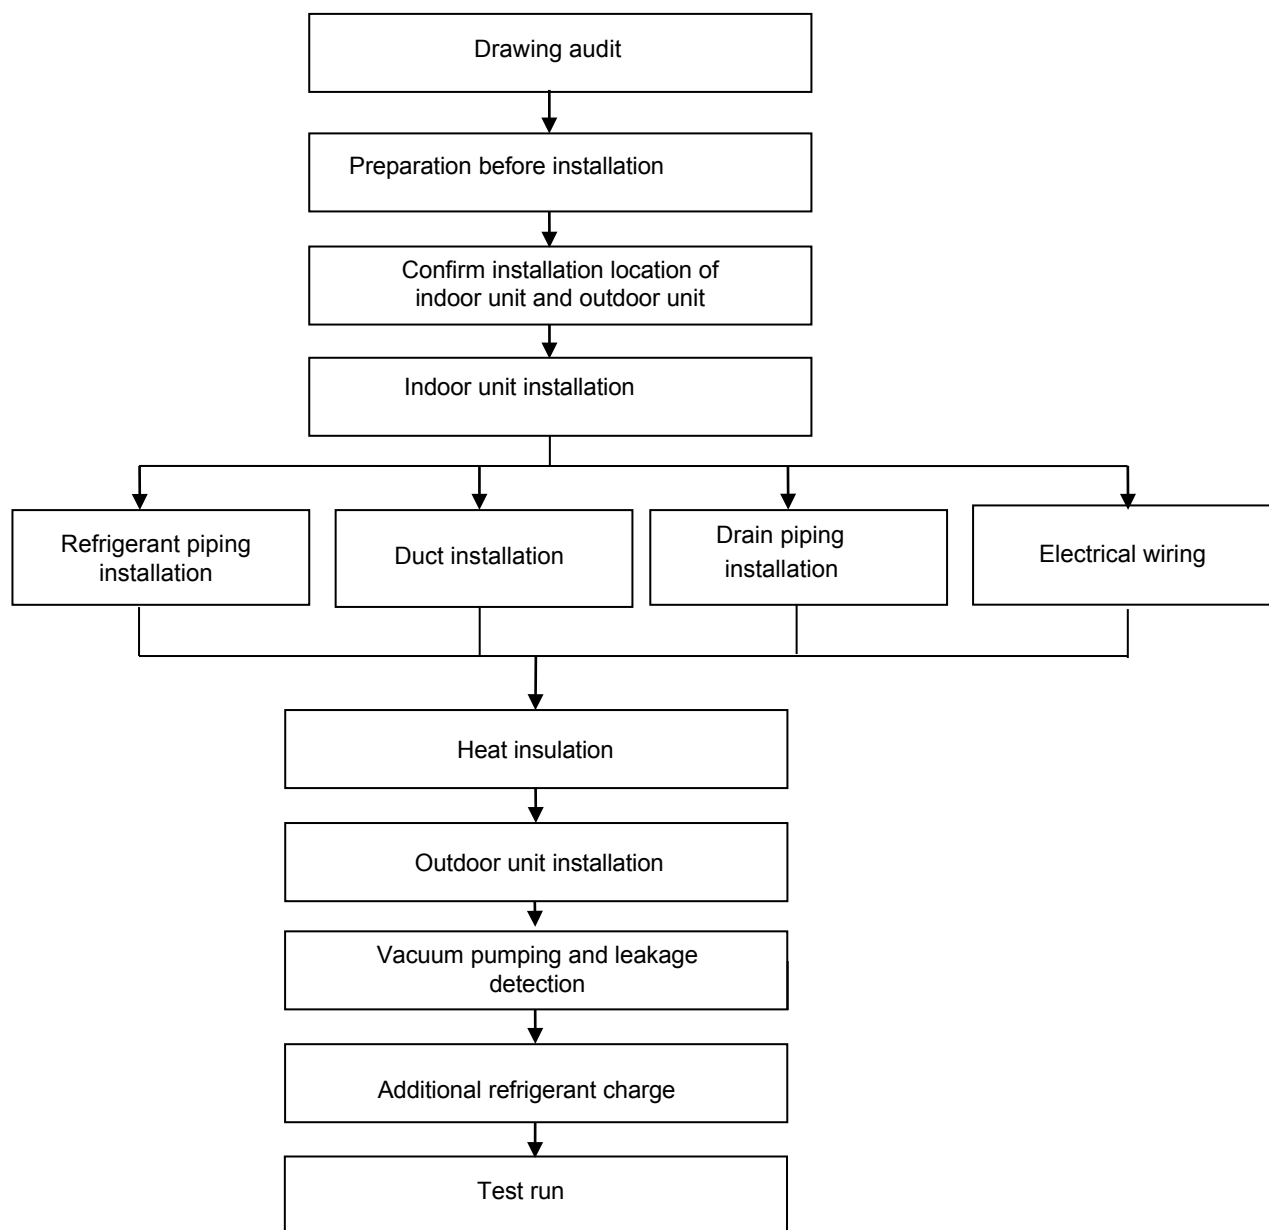 Drawing audit
Preparation before installation
Confirm installation location of
indoor unit and outdoor unit
Indoor unit installation
Refrigerant piping
installation
Duct installation
Drain piping
installation
Electrical wiring
Heat insulation
Outdoor unit installation
Vacuum pumping and leakage
detection
Additional refrigerant charge
Test run